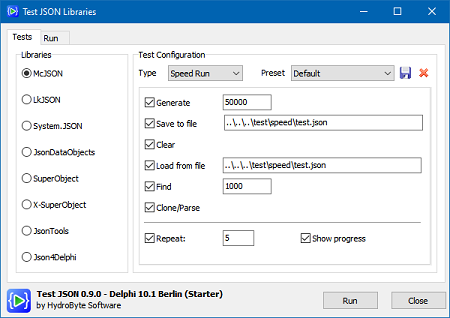 Test JSON Libraries
Tests Run
Libraries
McJSON
LkJSON
System.JSON
JsonDataObjects
SuperObject
X-SuperObject
JsonTools
Json4Delphi
Test Configuration
Type Speed Run Preset Default
Generate 50000
Save to file ..\..\..\test\speed\test.json
Clear
Load from file ..\..\..\test\speed\test.json
Find 1000
Clone/Parse
Repeat: 5 Show progress
Test JSON 0.9.0 - Delphi 10.1 Berlin (Starter)
by HydroByte Software
Run Close